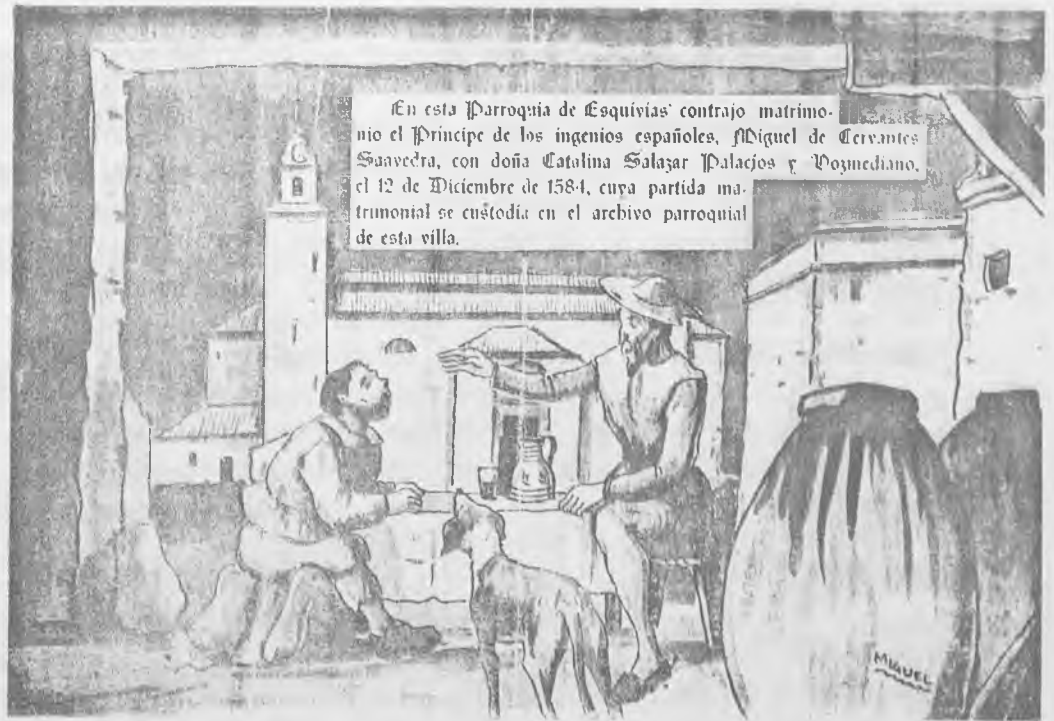 En esta Parroquia de Esquivias contrajo matrimo-
nio el Príncipe de los ingenios españoles, Miguel de Cervantes
Saavedra, con doña Catalina Salazar Palacios y Vozmediano,
el 12 de Diciembre de 1584, cuya partida ma-
trimonial se custodia en el archivo parroquial
de esta villa.
MIGUEL